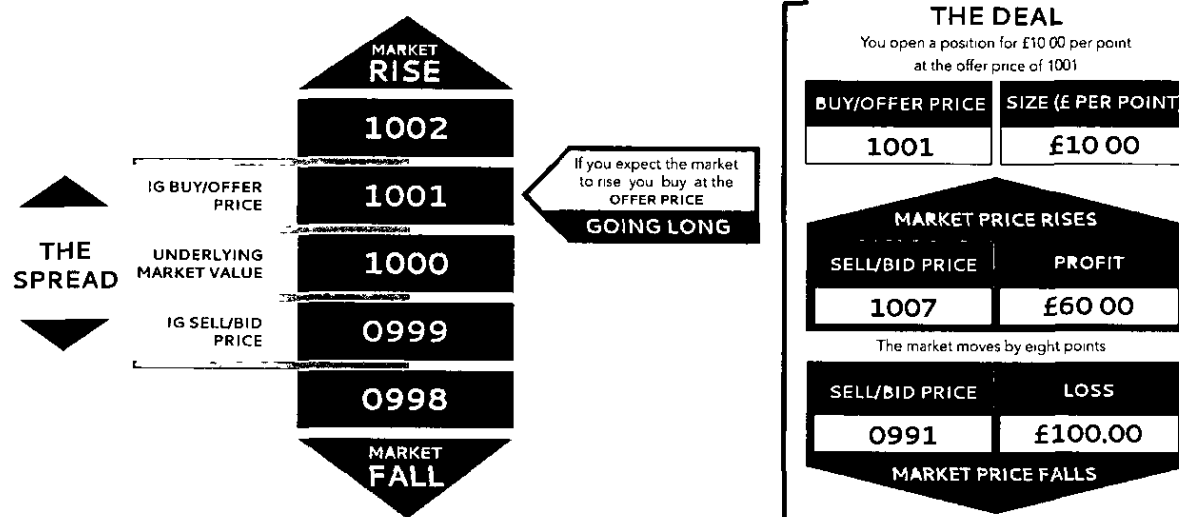 MARKET
RISE
1002
IG BUY/OFFER
PRICE
1001
If you expect the market
to rise you buy at the
OFFER PRICE
GOING LONG
THE
SPREAD
UNDERLYING
MARKET VALUE
1000
IG SELL/BID
PRICE
0999
0998
MARKET
FALL
THE DEAL
You open a position for £10 00 per point
at the offer price of 1001
BUY/OFFER PRICE
SIZE (£ PER POINT)
1001
£10 00
MARKET PRICE RISES
SELL/BID PRICE
PROFIT
1007
£60 00
The market moves by eight points
SELL/BID PRICE
LOSS
0991
£100.00
MARKET PRICE FALLS